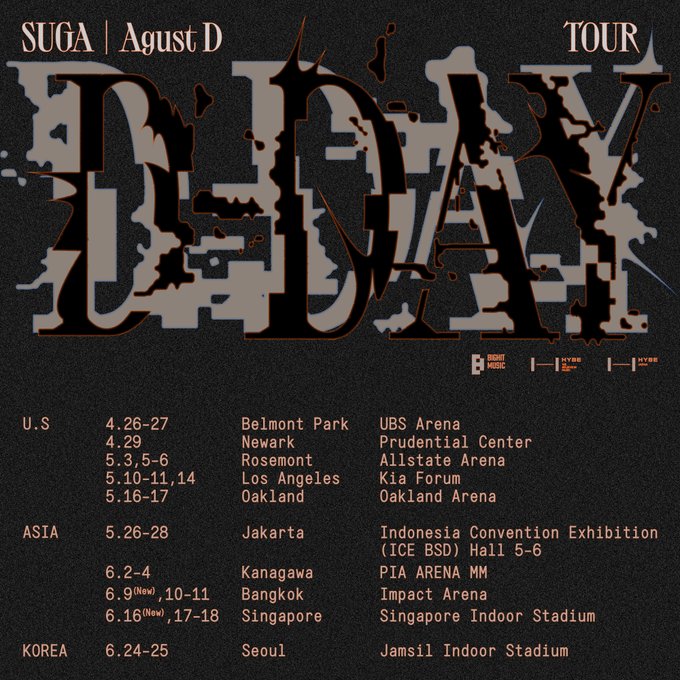 SUGA | Agust D TOUR
D-DAY
BIGHIT MUSIC
HYBE
HYBE
U.S 4.26-27 Belmont Park UBS Arena
4.29 Newark Prudential Center
5.3,5-6 Rosemont Allstate Arena
5.10-11,14 Los Angeles Kia Forum
5.16-17 Oakland Oakland Arena
ASIA 5.26-28 Jakarta Indonesia Convention Exhibition
(ICE BSD) Hall 5-6
6.2-4 Kanagawa PIA ARENA MM
6.9(New),10-11 Bangkok Impact Arena
6.16(New),17-18 Singapore Singapore Indoor Stadium
KOREA 6.24-25 Seoul Jamsil Indoor Stadium